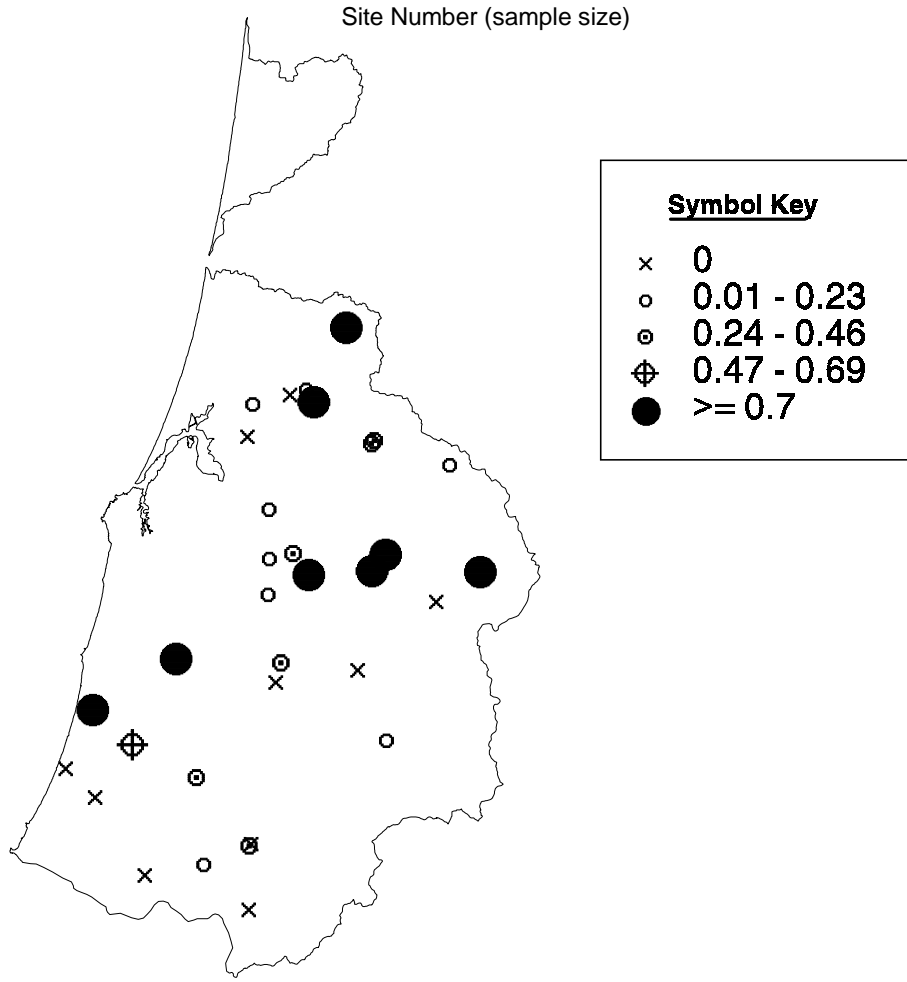 Site Number (sample size)
Symbol Key
0
0.01 - 0.23
0.24 - 0.46
0.47 - 0.69
>= 0.7